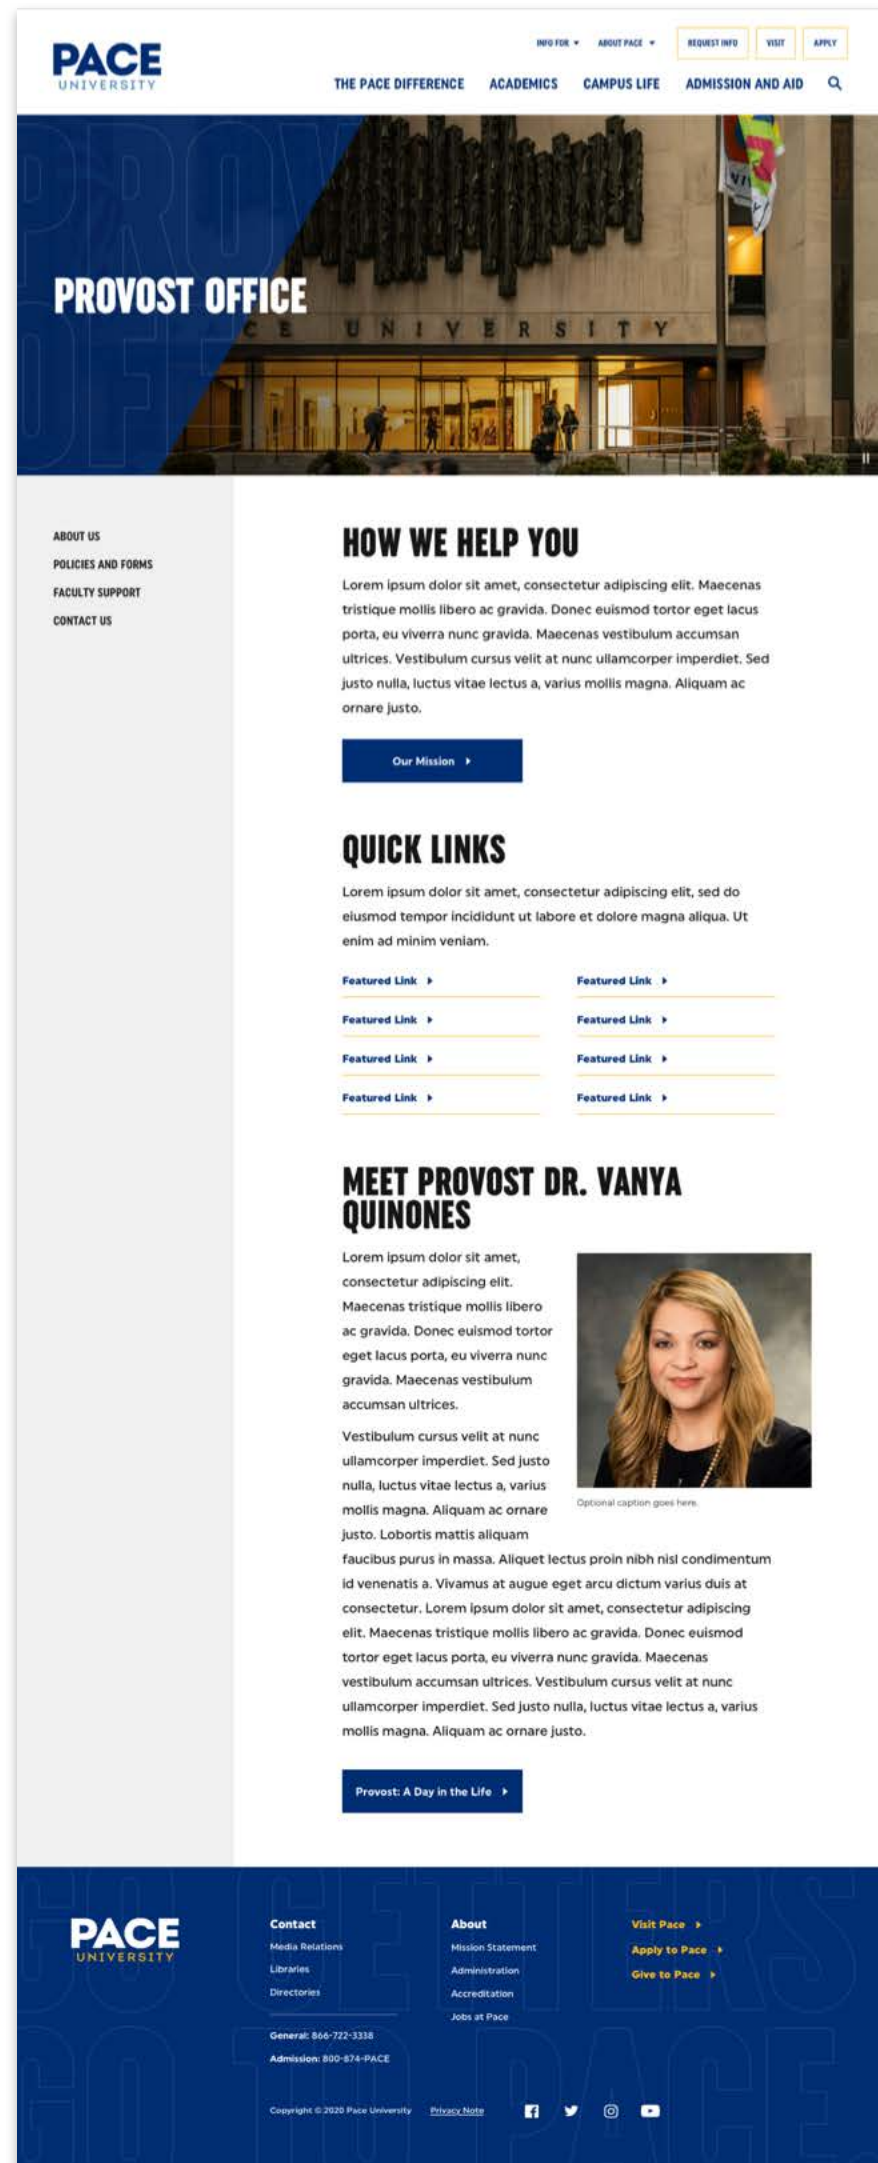 PACE
UNIVERSITY
INFO FOR
ABOUT PACE
REQUEST INFO
VISIT
APPLY
THE PACE DIFFERENCE
ACADEMICS
CAMPUS LIFE
ADMISSION AND AID
PROVOST OFFICE
CE UNIVERSITY
ABOUT US
POLICIES AND FORMS
FACULTY SUPPORT
CONTACT US
HOW WE HELP YOU
Lorem ipsum dolor sit amet, consectetur adipiscing elit. Maecenas
tristique mollis libero ac gravida. Donec euismod tortor eget lacus
porta, eu viverra nunc gravida. Maecenas vestibulum accumsan
ultrices. Vestibulum cursus velit at nunc ullamcorper imperdiet. Sed
justo nulla, luctus vitae lectus a, varius mollis magna. Aliquam ac
ornare justo.
Our Mission
QUICK LINKS
Lorem ipsum dolor sit amet, consectetur adipiscing elit, sed do
eiusmod tempor incididunt ut labore et dolore magna aliqua. Ut
enim ad minim veniam.
Featured Link Featured Link
Featured Link Featured Link
Featured Link Featured Link
Featured Link Featured Link
MEET PROVOST DR. VANYA
QUINONES
Lorem ipsum dolor sit amet,
consectetur adipiscing elit.
Maecenas tristique mollis libero
ac gravida. Donec euismod tortor
eget lacus porta, eu viverra nunc
gravida. Maecenas vestibulum
accumsan ultrices.
Vestibulum cursus velit at nunc
ullamcorper imperdiet. Sed justo
nulla, luctus vitae lectus a, varius
mollis magna. Aliquam ac ornare
justo. Lobortis mattis aliquam
faucibus purus in massa. Aliquet lectus proin nibh nisl condimentum
id venenatis a. Vivamus at augue eget arcu dictum varius duis at
consectetur. Lorem ipsum dolor sit amet, consectetur adipiscing
elit. Maecenas tristique mollis libero ac gravida. Donec euismod
tortor eget lacus porta, eu viverra nunc gravida. Maecenas
vestibulum accumsan ultrices. Vestibulum cursus velit at nunc
ullamcorper imperdiet. Sed justo nulla, luctus vitae lectus a, varius
mollis magna. Aliquam ac ornare justo.
Optional caption goes here.
Provost: A Day in the Life
PACE
UNIVERSITY
Contact
Media Relations
Libraries
Directories
General: 866-722-3338
Admission: 800-874-PACE
About
Mission Statement
Administration
Accreditation
Jobs at Pace
Visit Pace
Apply to Pace
Give to Pace
Copyright © 2020 Pace University Privacy Note
GO GETTERS
GO TO PACE.